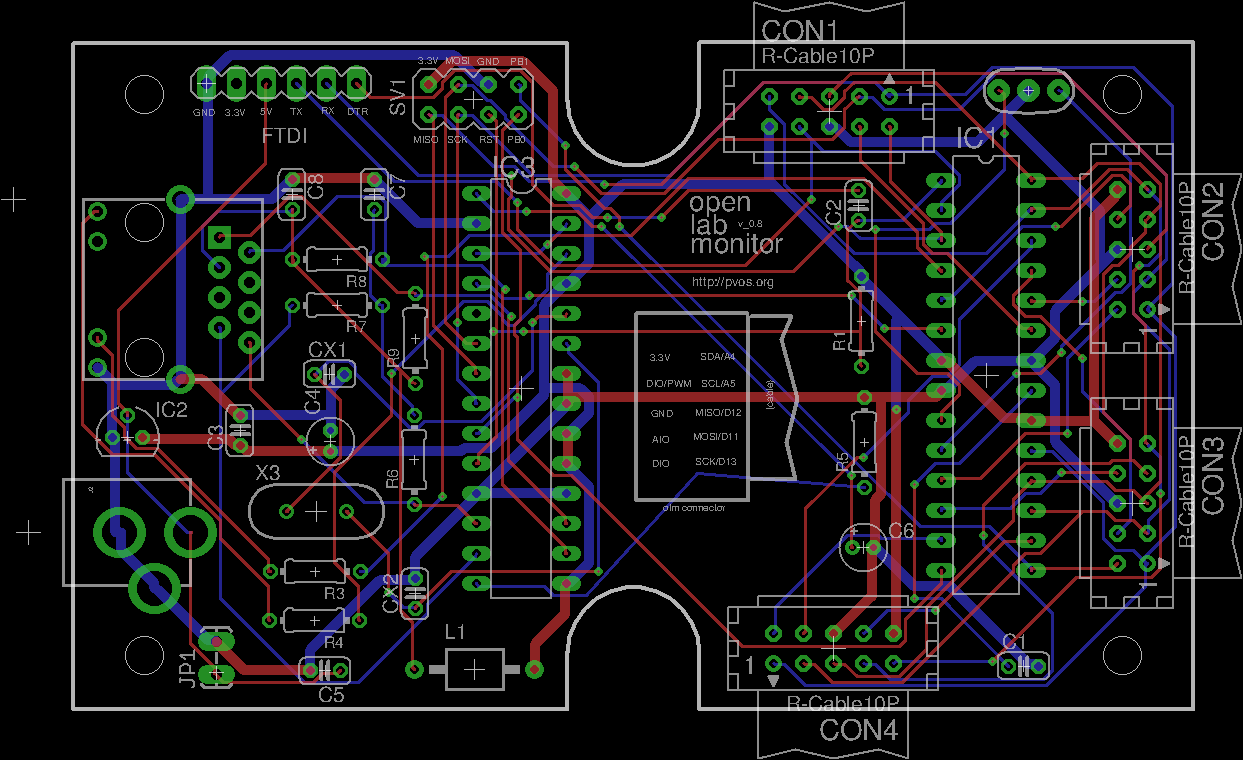 CON1
R-Cable10P
1
3.3V MOSI GND PB1
SV1
GND 3.3V 5V TX RX DTR
FTDI
MISO SCK RST PB0
IC3
IC1
C8
C7
C2
open
lab v_0.8
monitor
http://pvos.org
R-Cable10P
CON2
1
R8
R7
R9
R1
CX1
C4
IC2
C3
3.3V SDA/A4
DIO/PWM SCL/A5
GND MISO/D12
AIO MOSI/D11
DIO SCK/D13
(cable)
olm connector
R6
R5
X3
J2
C6
R-Cable10P
CON3
1
R3
CX2
R4
L1
JP1
C5
C1
1
R-Cable10P
CON4